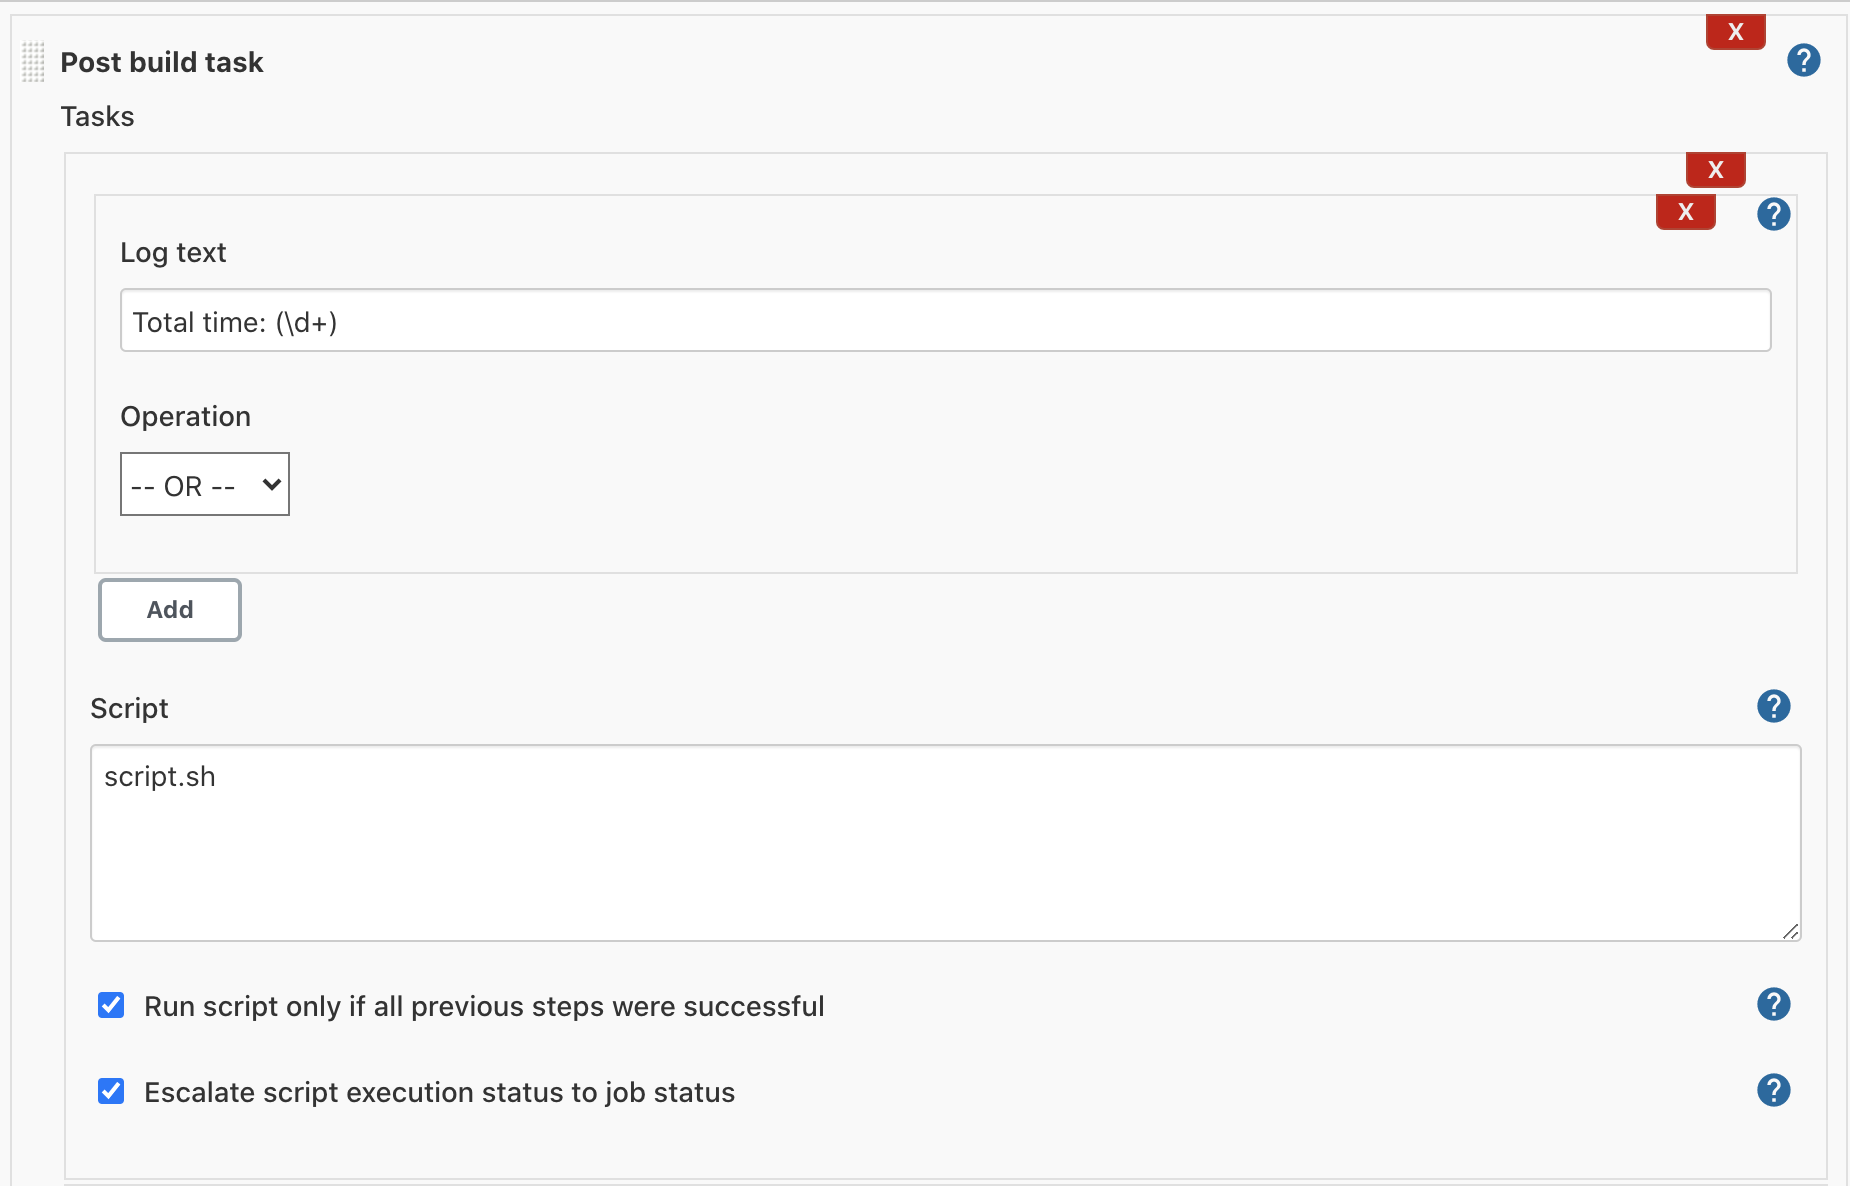 X
Post build task
?
Tasks
X
X
?
Log text
Total time: (\d+)
Operation
-- OR --
Add
Script
?
script.sh
Run script only if all previous steps were successful
?
Escalate script execution status to job status
?